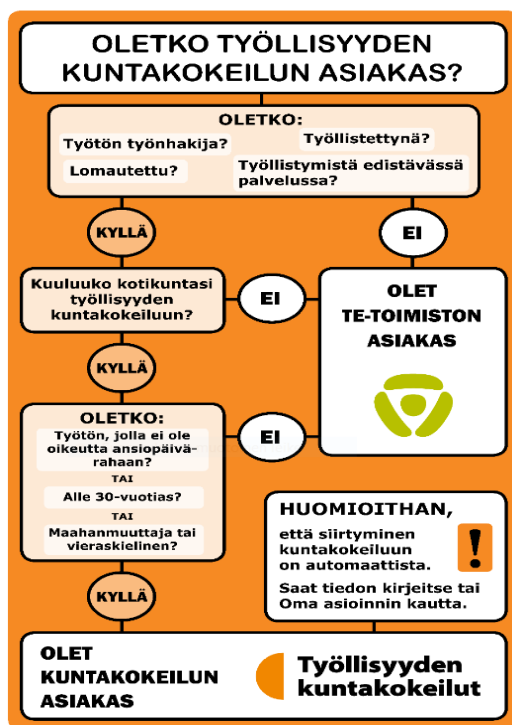 OLETKO TYÖLLISYYDEN
KUNTAKOKEILUN ASIAKAS?
OLETKO:
Työtön työnhakija?
Työllistettynä?
Lomautettu?
Työllistymistä edistävässä
palvelussa?
KYLLÄ
EI
Kuuluuko kotikuntasi
työllisyyden
kuntakokeiluun?
EI
OLET
TE-TOIMISTON
ASIAKAS
KYLLÄ
OLETKO:
Työtön, jolla ei ole
oikeutta ansiopäivä-
rahaan?
TAI
Alle 30-vuotias?
TAI
Maahanmuuttaja tai
vieraskielinen?
EI
HUOMIOITHAN,
että siirtyminen
kuntakokeiluun
on automaattista.
!
Saat tiedon kirjeitse tai
Oma asioinnin kautta.
KYLLÄ
OLET
KUNTAKOKEILUN
ASIAKAS
Työllisyyden
kuntakokeilut